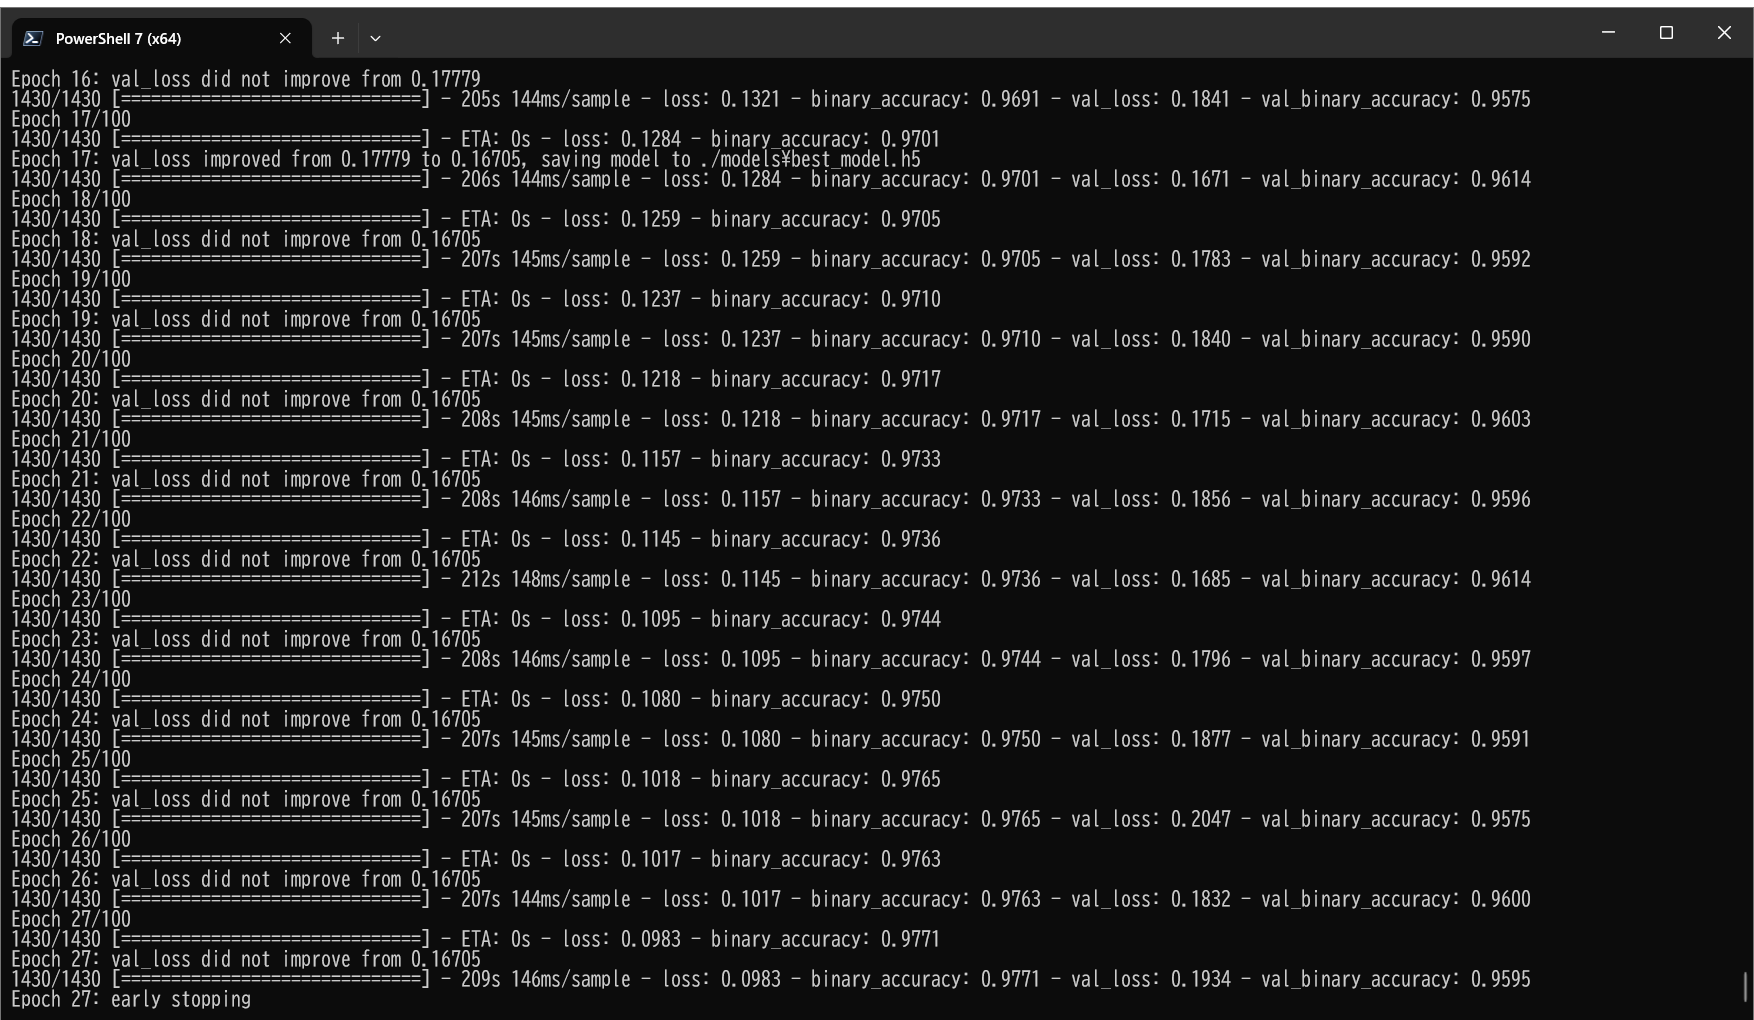 PowerShell 7 (x64)
Epoch 16: val_loss did not improve from 0.17779
1430/1430 [==============================] - 205s 144ms/sample - loss: 0.1321 - binary_accuracy: 0.9691 - val_loss: 0.1841 - val_binary_accuracy: 0.9575
Epoch 17/100
1430/1430 [==============================] - ETA: 0s - loss: 0.1284 - binary_accuracy: 0.9701
Epoch 17: val_loss improved from 0.17779 to 0.16705, saving model to ./models¥best_model.h5
1430/1430 [==============================] - 206s 144ms/sample - loss: 0.1284 - binary_accuracy: 0.9701 - val_loss: 0.1671 - val_binary_accuracy: 0.9614
Epoch 18/100
1430/1430 [==============================] - ETA: 0s - loss: 0.1259 - binary_accuracy: 0.9705
Epoch 18: val_loss did not improve from 0.16705
1430/1430 [==============================] - 207s 145ms/sample - loss: 0.1259 - binary_accuracy: 0.9705 - val_loss: 0.1783 - val_binary_accuracy: 0.9592
Epoch 19/100
1430/1430 [==============================] - ETA: 0s - loss: 0.1237 - binary_accuracy: 0.9710
Epoch 19: val_loss did not improve from 0.16705
1430/1430 [==============================] - 207s 145ms/sample - loss: 0.1237 - binary_accuracy: 0.9710 - val_loss: 0.1840 - val_binary_accuracy: 0.9590
Epoch 20/100
1430/1430 [==============================] - ETA: 0s - loss: 0.1218 - binary_accuracy: 0.9717
Epoch 20: val_loss did not improve from 0.16705
1430/1430 [==============================] - 208s 145ms/sample - loss: 0.1218 - binary_accuracy: 0.9717 - val_loss: 0.1715 - val_binary_accuracy: 0.9603
Epoch 21/100
1430/1430 [==============================] - ETA: 0s - loss: 0.1157 - binary_accuracy: 0.9733
Epoch 21: val_loss did not improve from 0.16705
1430/1430 [==============================] - 208s 146ms/sample - loss: 0.1157 - binary_accuracy: 0.9733 - val_loss: 0.1856 - val_binary_accuracy: 0.9596
Epoch 22/100
1430/1430 [==============================] - ETA: 0s - loss: 0.1145 - binary_accuracy: 0.9736
Epoch 22: val_loss did not improve from 0.16705
1430/1430 [==============================] - 212s 148ms/sample - loss: 0.1145 - binary_accuracy: 0.9736 - val_loss: 0.1685 - val_binary_accuracy: 0.9614
Epoch 23/100
1430/1430 [==============================] - ETA: 0s - loss: 0.1095 - binary_accuracy: 0.9744
Epoch 23: val_loss did not improve from 0.16705
1430/1430 [==============================] - 208s 146ms/sample - loss: 0.1095 - binary_accuracy: 0.9744 - val_loss: 0.1796 - val_binary_accuracy: 0.9597
Epoch 24/100
1430/1430 [==============================] - ETA: 0s - loss: 0.1080 - binary_accuracy: 0.9750
Epoch 24: val_loss did not improve from 0.16705
1430/1430 [==============================] - 207s 145ms/sample - loss: 0.1080 - binary_accuracy: 0.9750 - val_loss: 0.1877 - val_binary_accuracy: 0.9591
Epoch 25/100
1430/1430 [==============================] - ETA: 0s - loss: 0.1018 - binary_accuracy: 0.9765
Epoch 25: val_loss did not improve from 0.16705
1430/1430 [==============================] - 207s 145ms/sample - loss: 0.1018 - binary_accuracy: 0.9765 - val_loss: 0.2047 - val_binary_accuracy: 0.9575
Epoch 26/100
1430/1430 [==============================] - ETA: 0s - loss: 0.1017 - binary_accuracy: 0.9763
Epoch 26: val_loss did not improve from 0.16705
1430/1430 [==============================] - 207s 144ms/sample - loss: 0.1017 - binary_accuracy: 0.9763 - val_loss: 0.1832 - val_binary_accuracy: 0.9600
Epoch 27/100
1430/1430 [==============================] - ETA: 0s - loss: 0.0983 - binary_accuracy: 0.9771
Epoch 27: val_loss did not improve from 0.16705
1430/1430 [==============================] - 209s 146ms/sample - loss: 0.0983 - binary_accuracy: 0.9771 - val_loss: 0.1934 - val_binary_accuracy: 0.9595
Epoch 27: early stopping